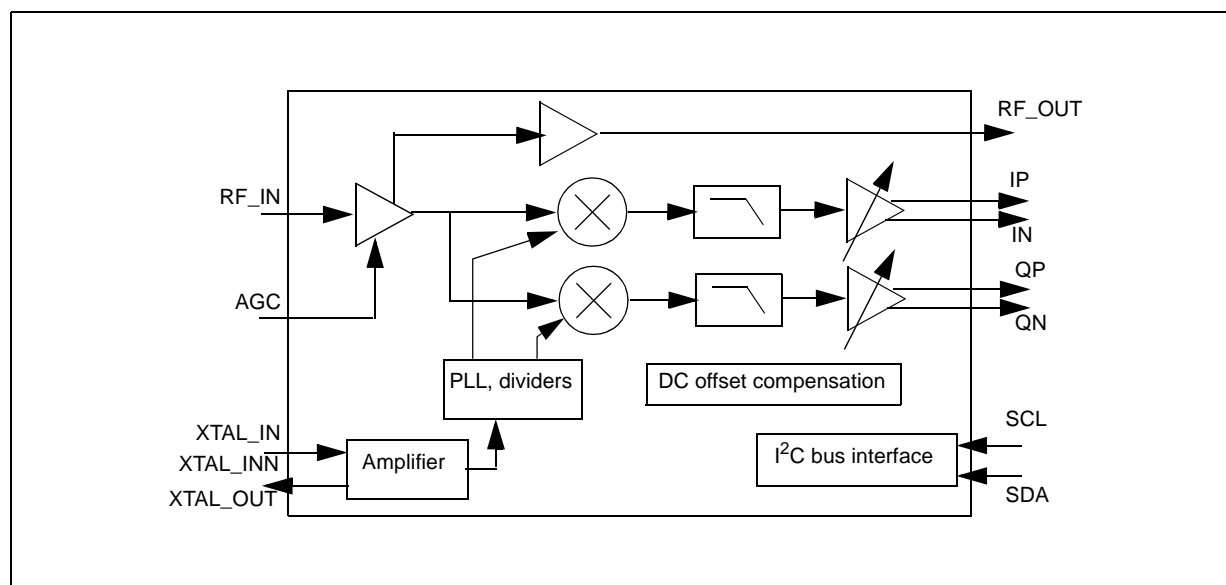 RF_OUT
RF_IN
IP
IN
AGC
QP
QN
PLL, dividers
DC offset compensation
XTAL_IN
XTAL_INN
XTAL_OUT
Amplifier
I²C bus interface
SCL
SDA